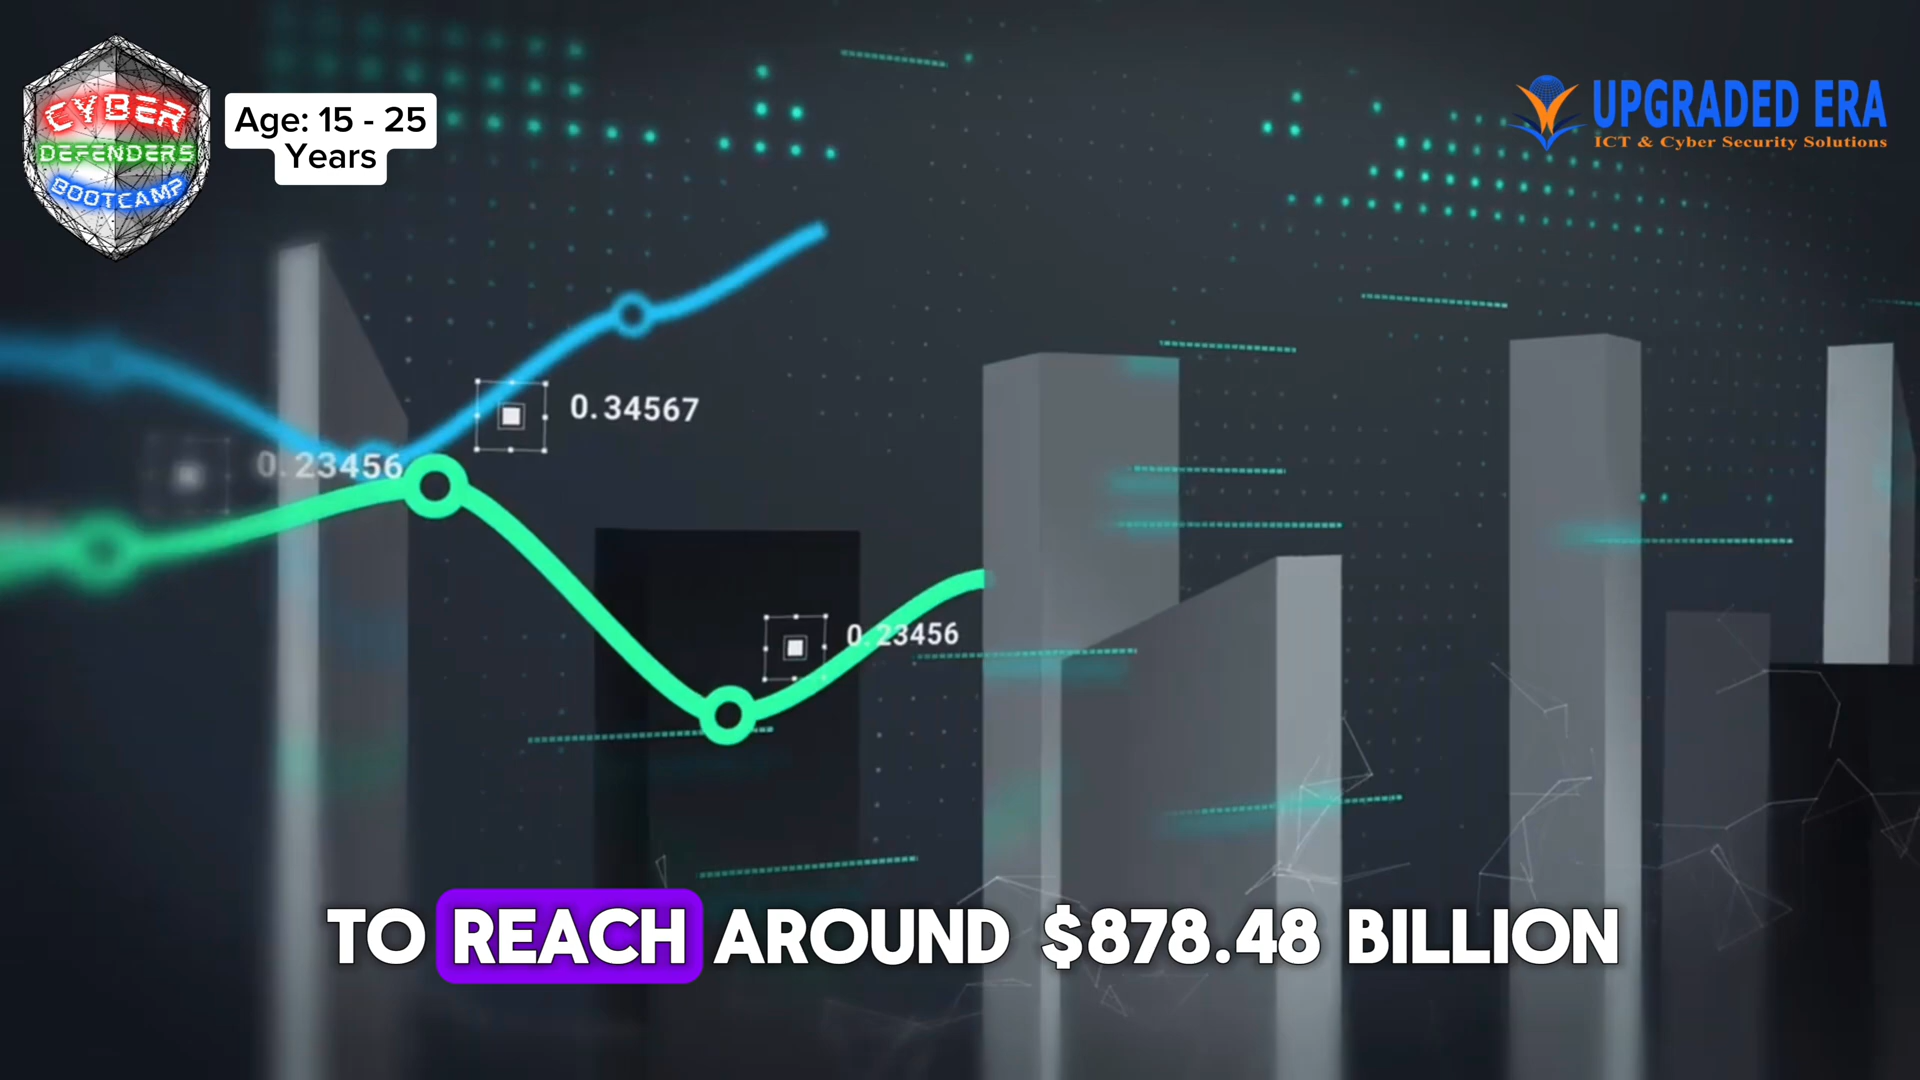 CYBER
DEFENDERS
BOOTCAMP
Age: 15 - 25
Years
UPGRADED ERA
ICT & Cyber Security Solutions
0.34567
0.23456
0.23456
TO REACH AROUND $878.48 BILLION